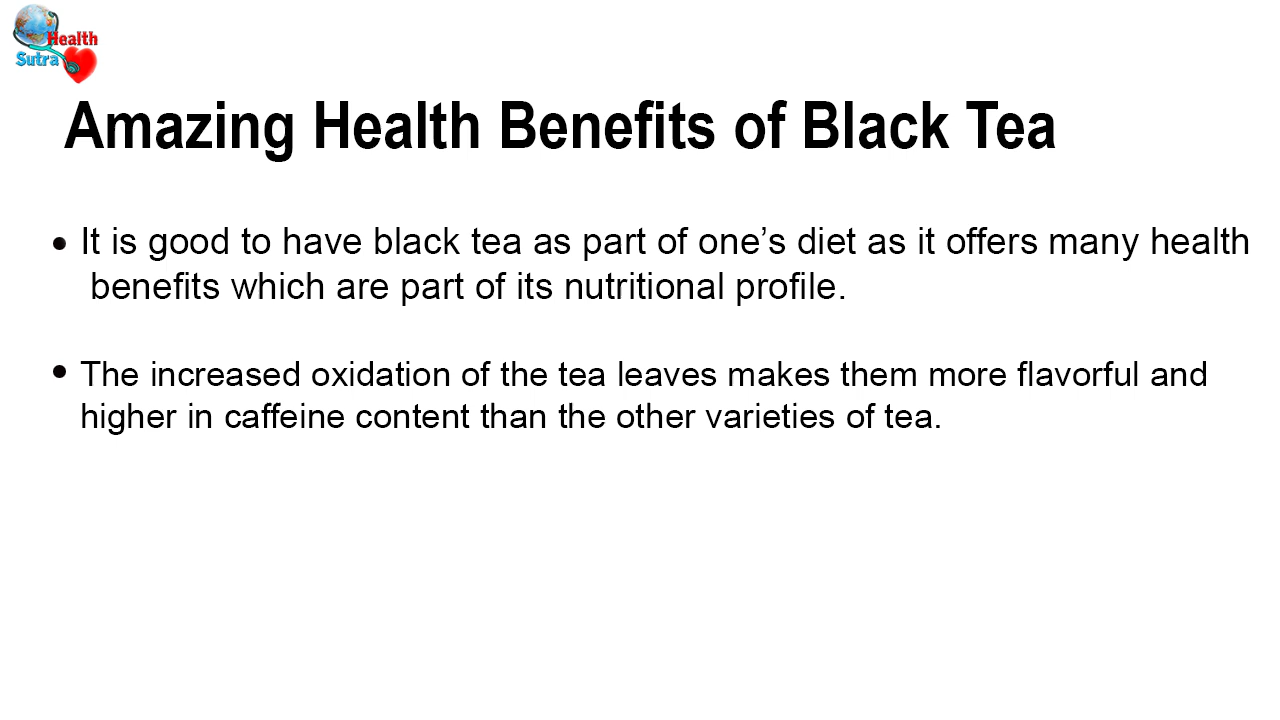 Health
Sutra
Amazing Health Benefits of Black Tea
• It is good to have black tea as part of one’s diet as it offers many health
benefits which are part of its nutritional profile.
• The increased oxidation of the tea leaves makes them more flavorful and
higher in caffeine content than the other varieties of tea.